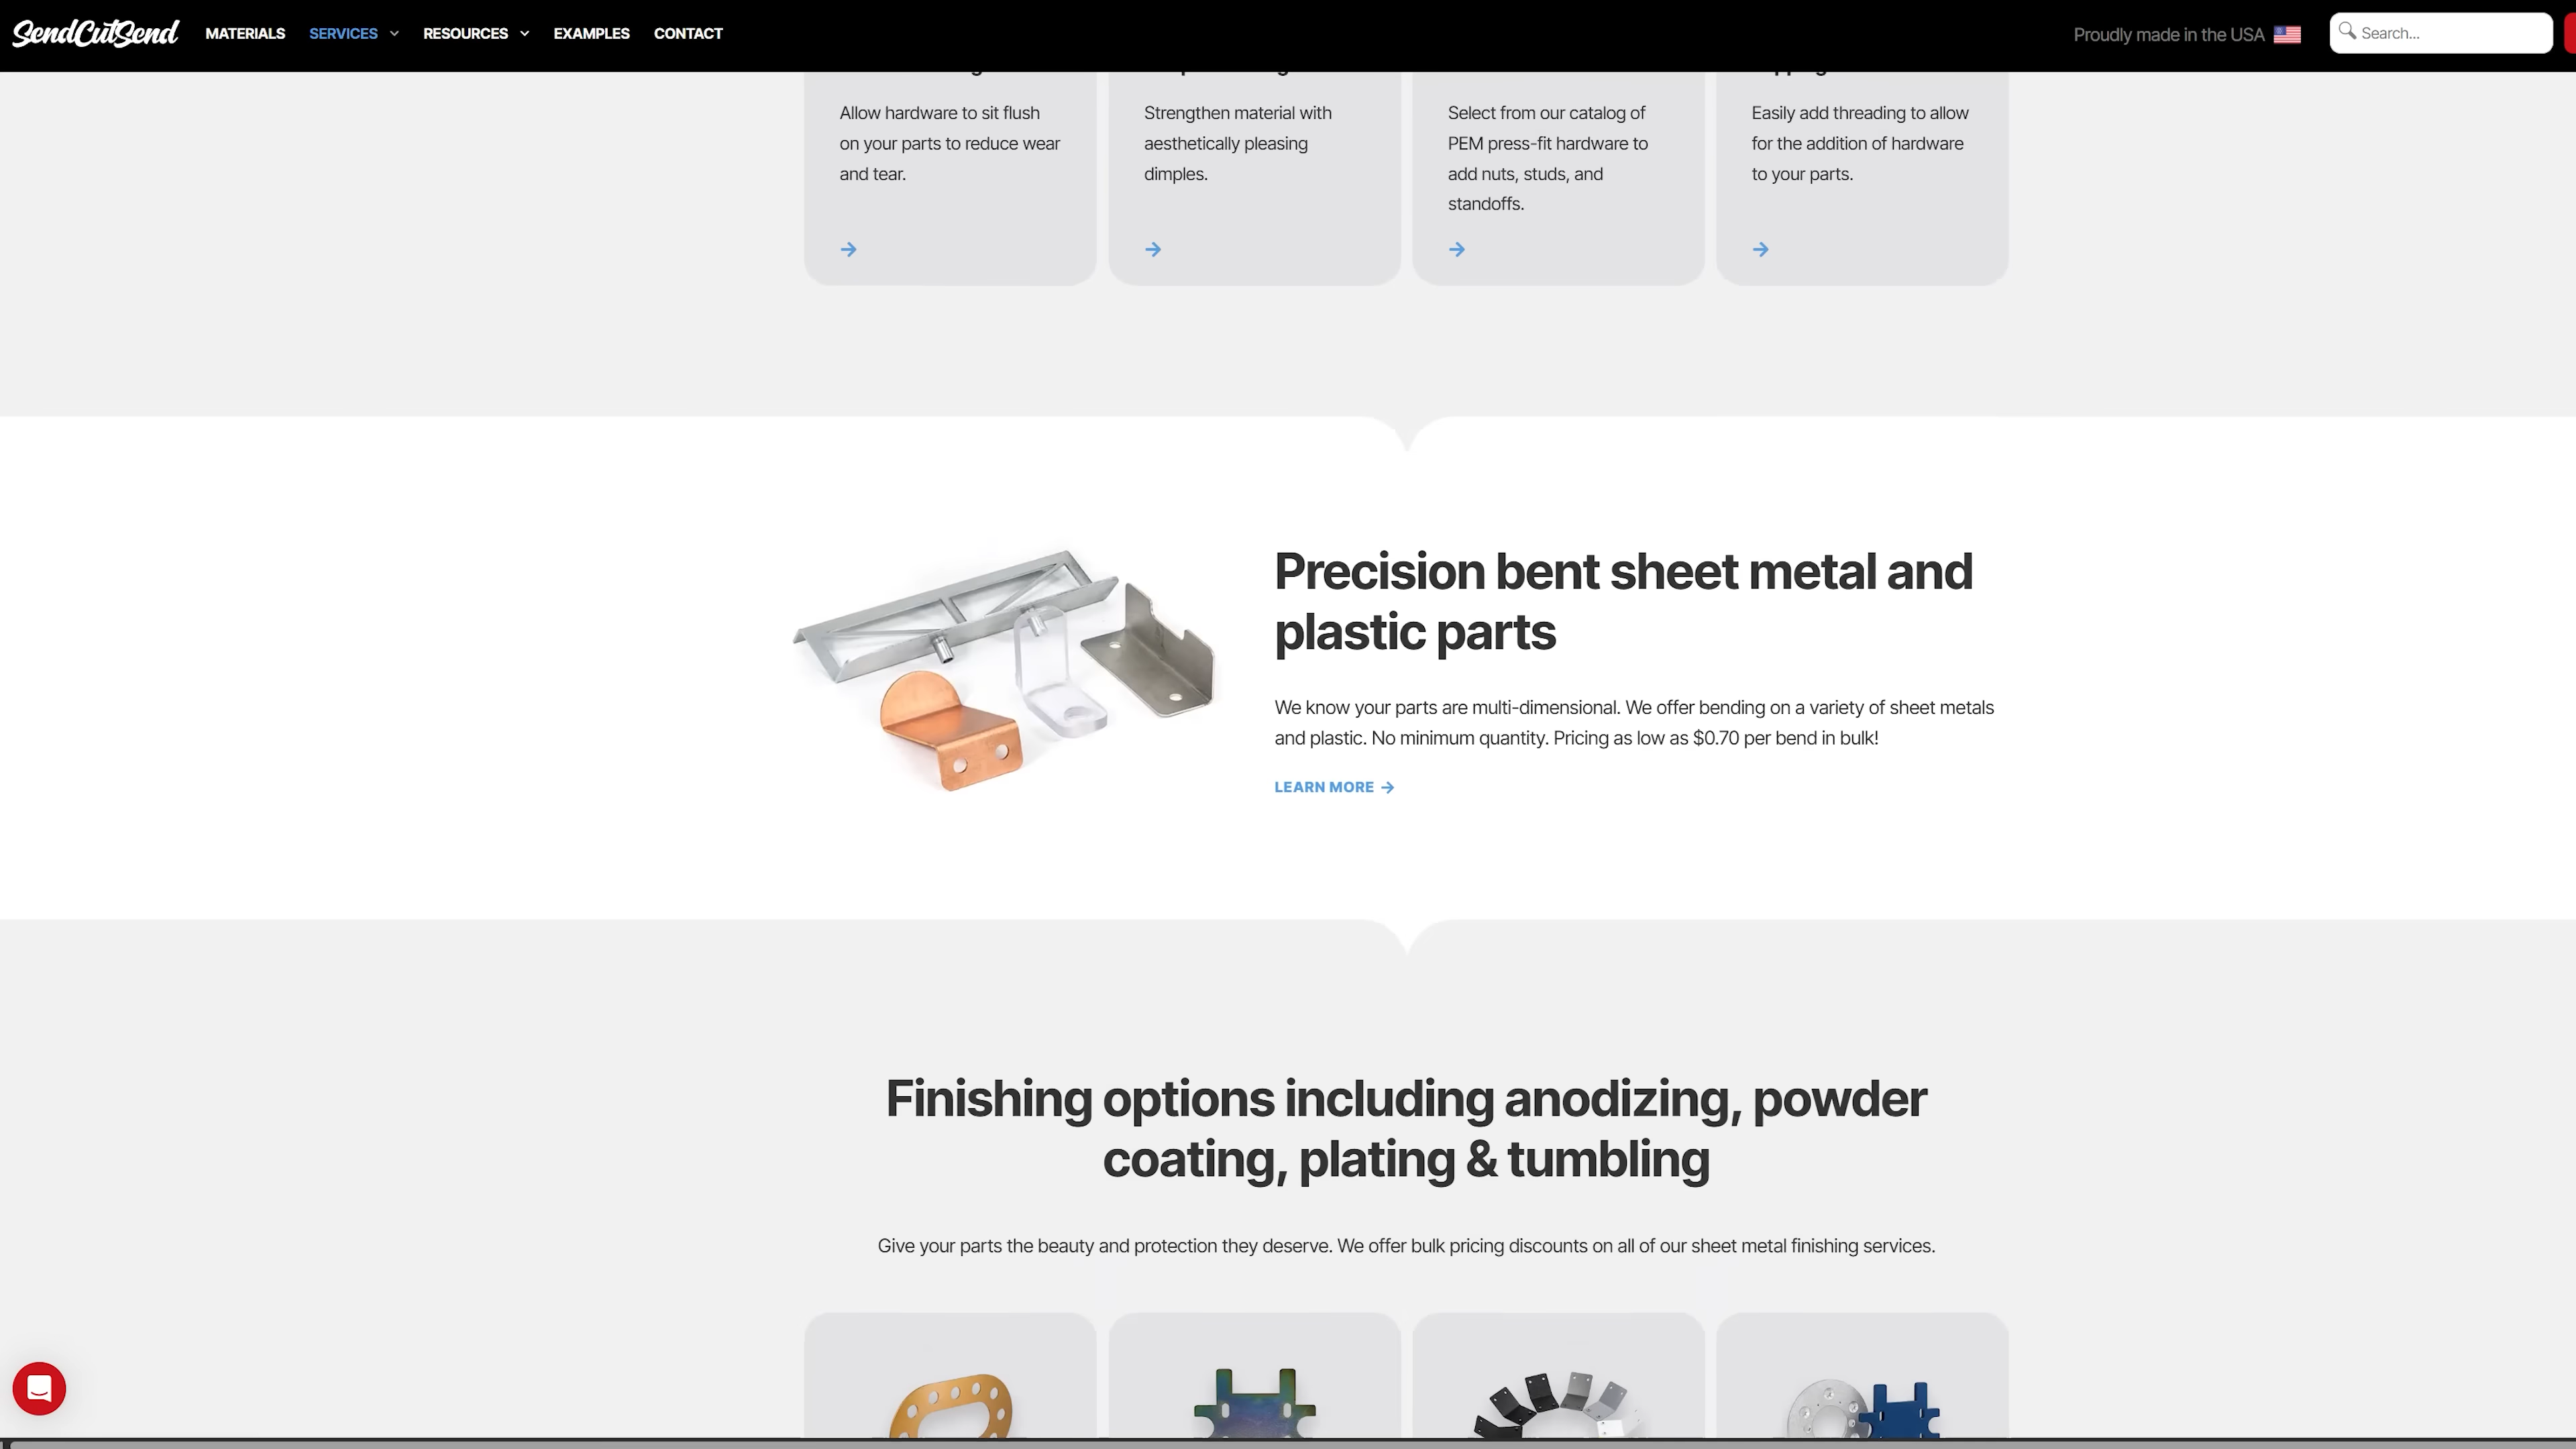 SendCutSend MATERIALS SERVICES RESOURCES EXAMPLES CONTACT Proudly made in the USA Search...
Allow hardware to sit flush
on your parts to reduce wear
and tear.
Strengthen material with
aesthetically pleasing
dimples.
Select from our catalog of
PEM press-fit hardware to
add nuts, studs, and
standoffs.
Easily add threading to allow
for the addition of hardware
to your parts.
Precision bent sheet metal and
plastic parts
We know your parts are multi-dimensional. We offer bending on a variety of sheet metals
and plastic. No minimum quantity. Pricing as low as $0.70 per bend in bulk!
LEARN MORE
Finishing options including anodizing, powder
coating, plating & tumbling
Give your parts the beauty and protection they deserve. We offer bulk pricing discounts on all of our sheet metal finishing services.